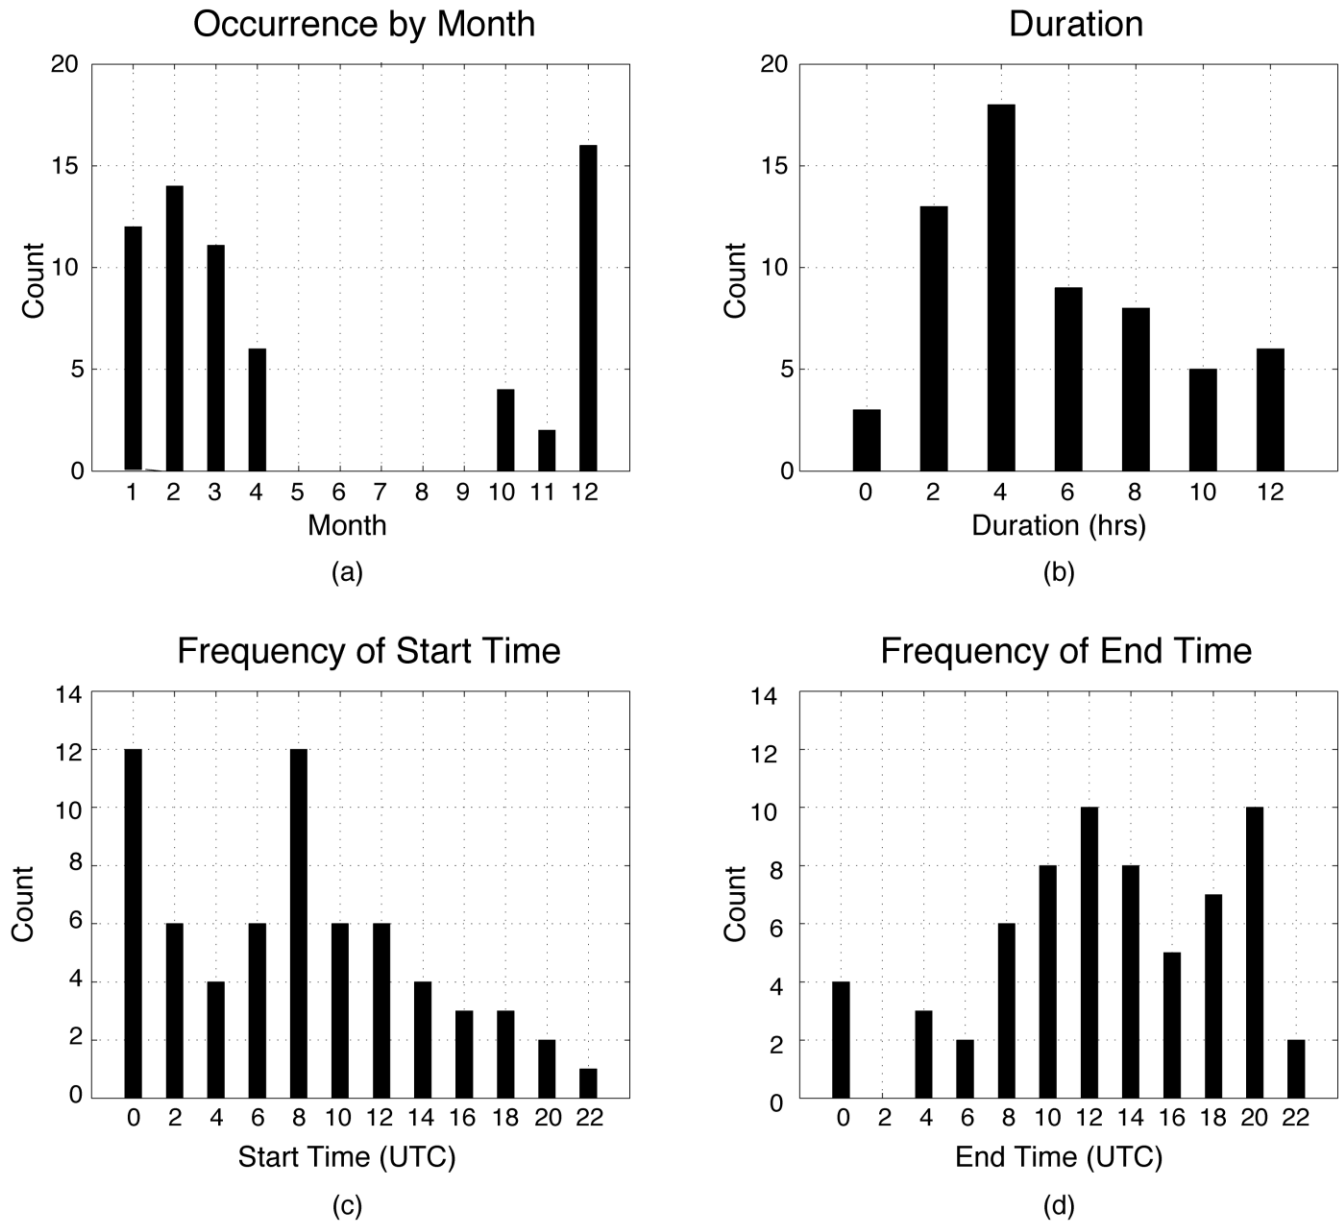 Occurrence by Month
20
15
10
5
0
Count
1 2 3 4 5 6 7 8 9 10 11 12
Month
(a)
Duration
20
15
10
5
0
Count
0 2 4 6 8 10 12
Duration (hrs)
(b)
Frequency of Start Time
14
12
10
8
6
4
2
0
Count
0 2 4 6 8 10 12 14 16 18 20 22
Start Time (UTC)
(c)
Frequency of End Time
14
12
10
8
6
4
2
0
Count
0 2 4 6 8 10 12 14 16 18 20 22
End Time (UTC)
(d)